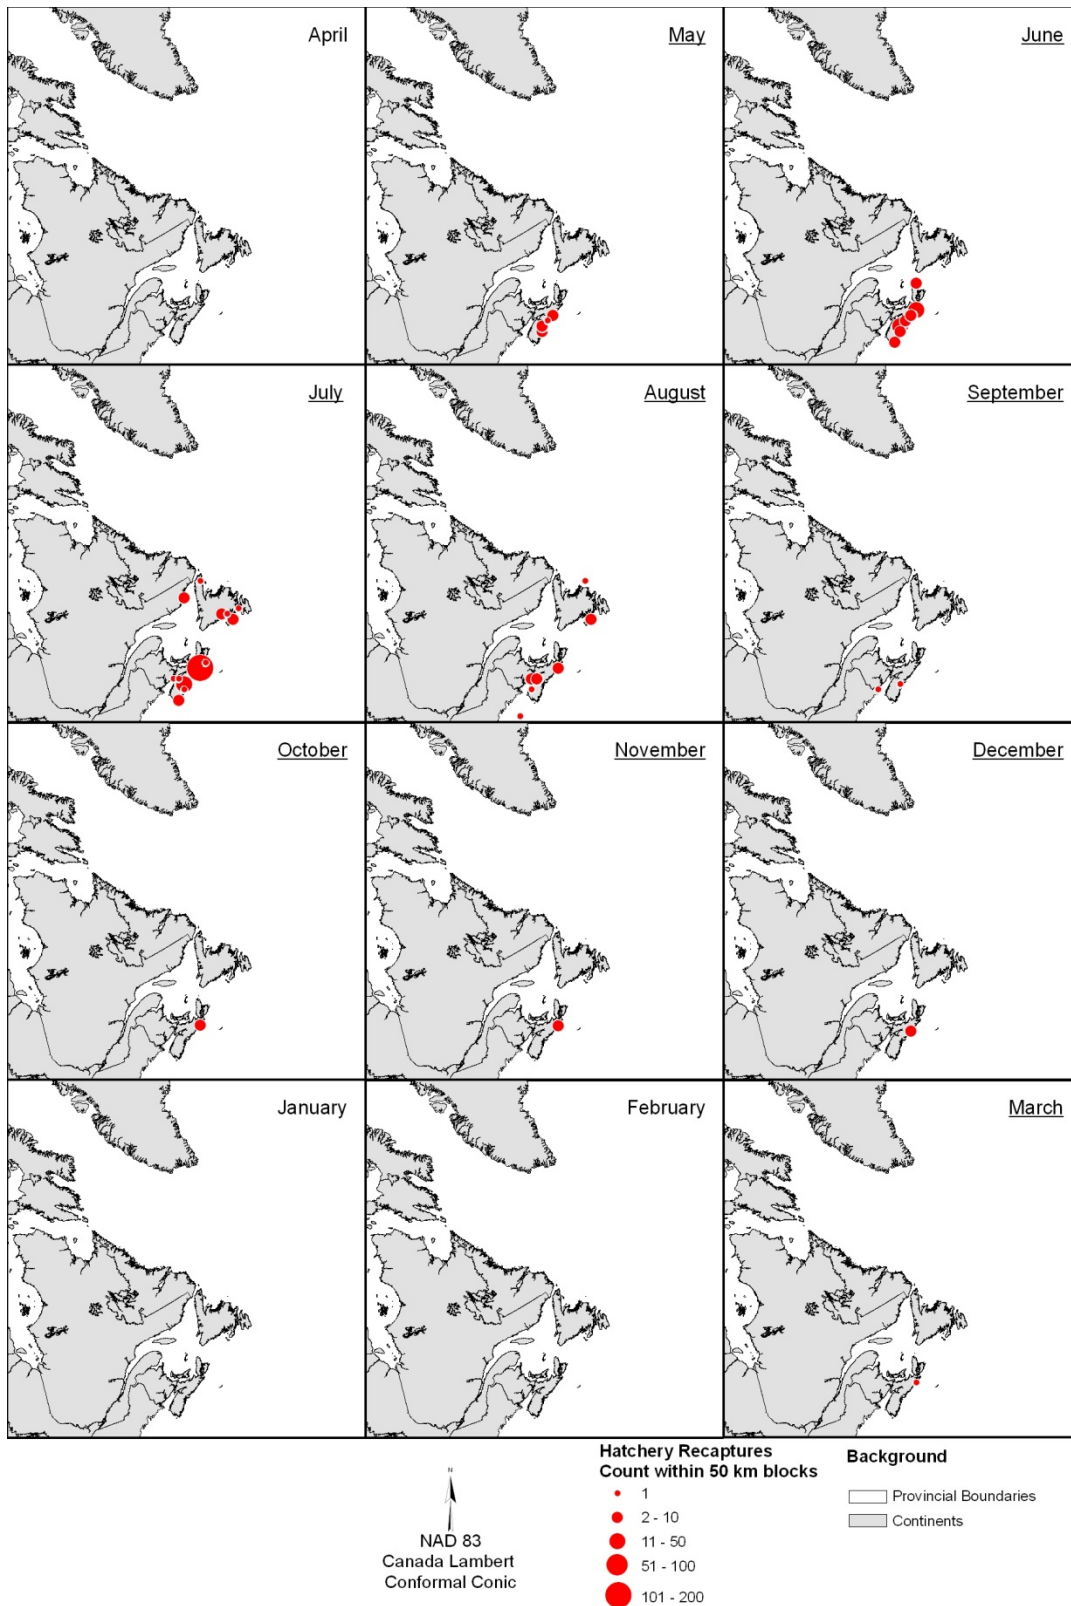 April
May
June
July
August
September
October
November
December
January
February
March
N
NAD 83
Canada Lambert
Conformal Conic
Hatchery Recaptures
Count within 50 km blocks
1
2 - 10
11 - 50
51 - 100
101 - 200
Background
Provincial Boundaries
Continents